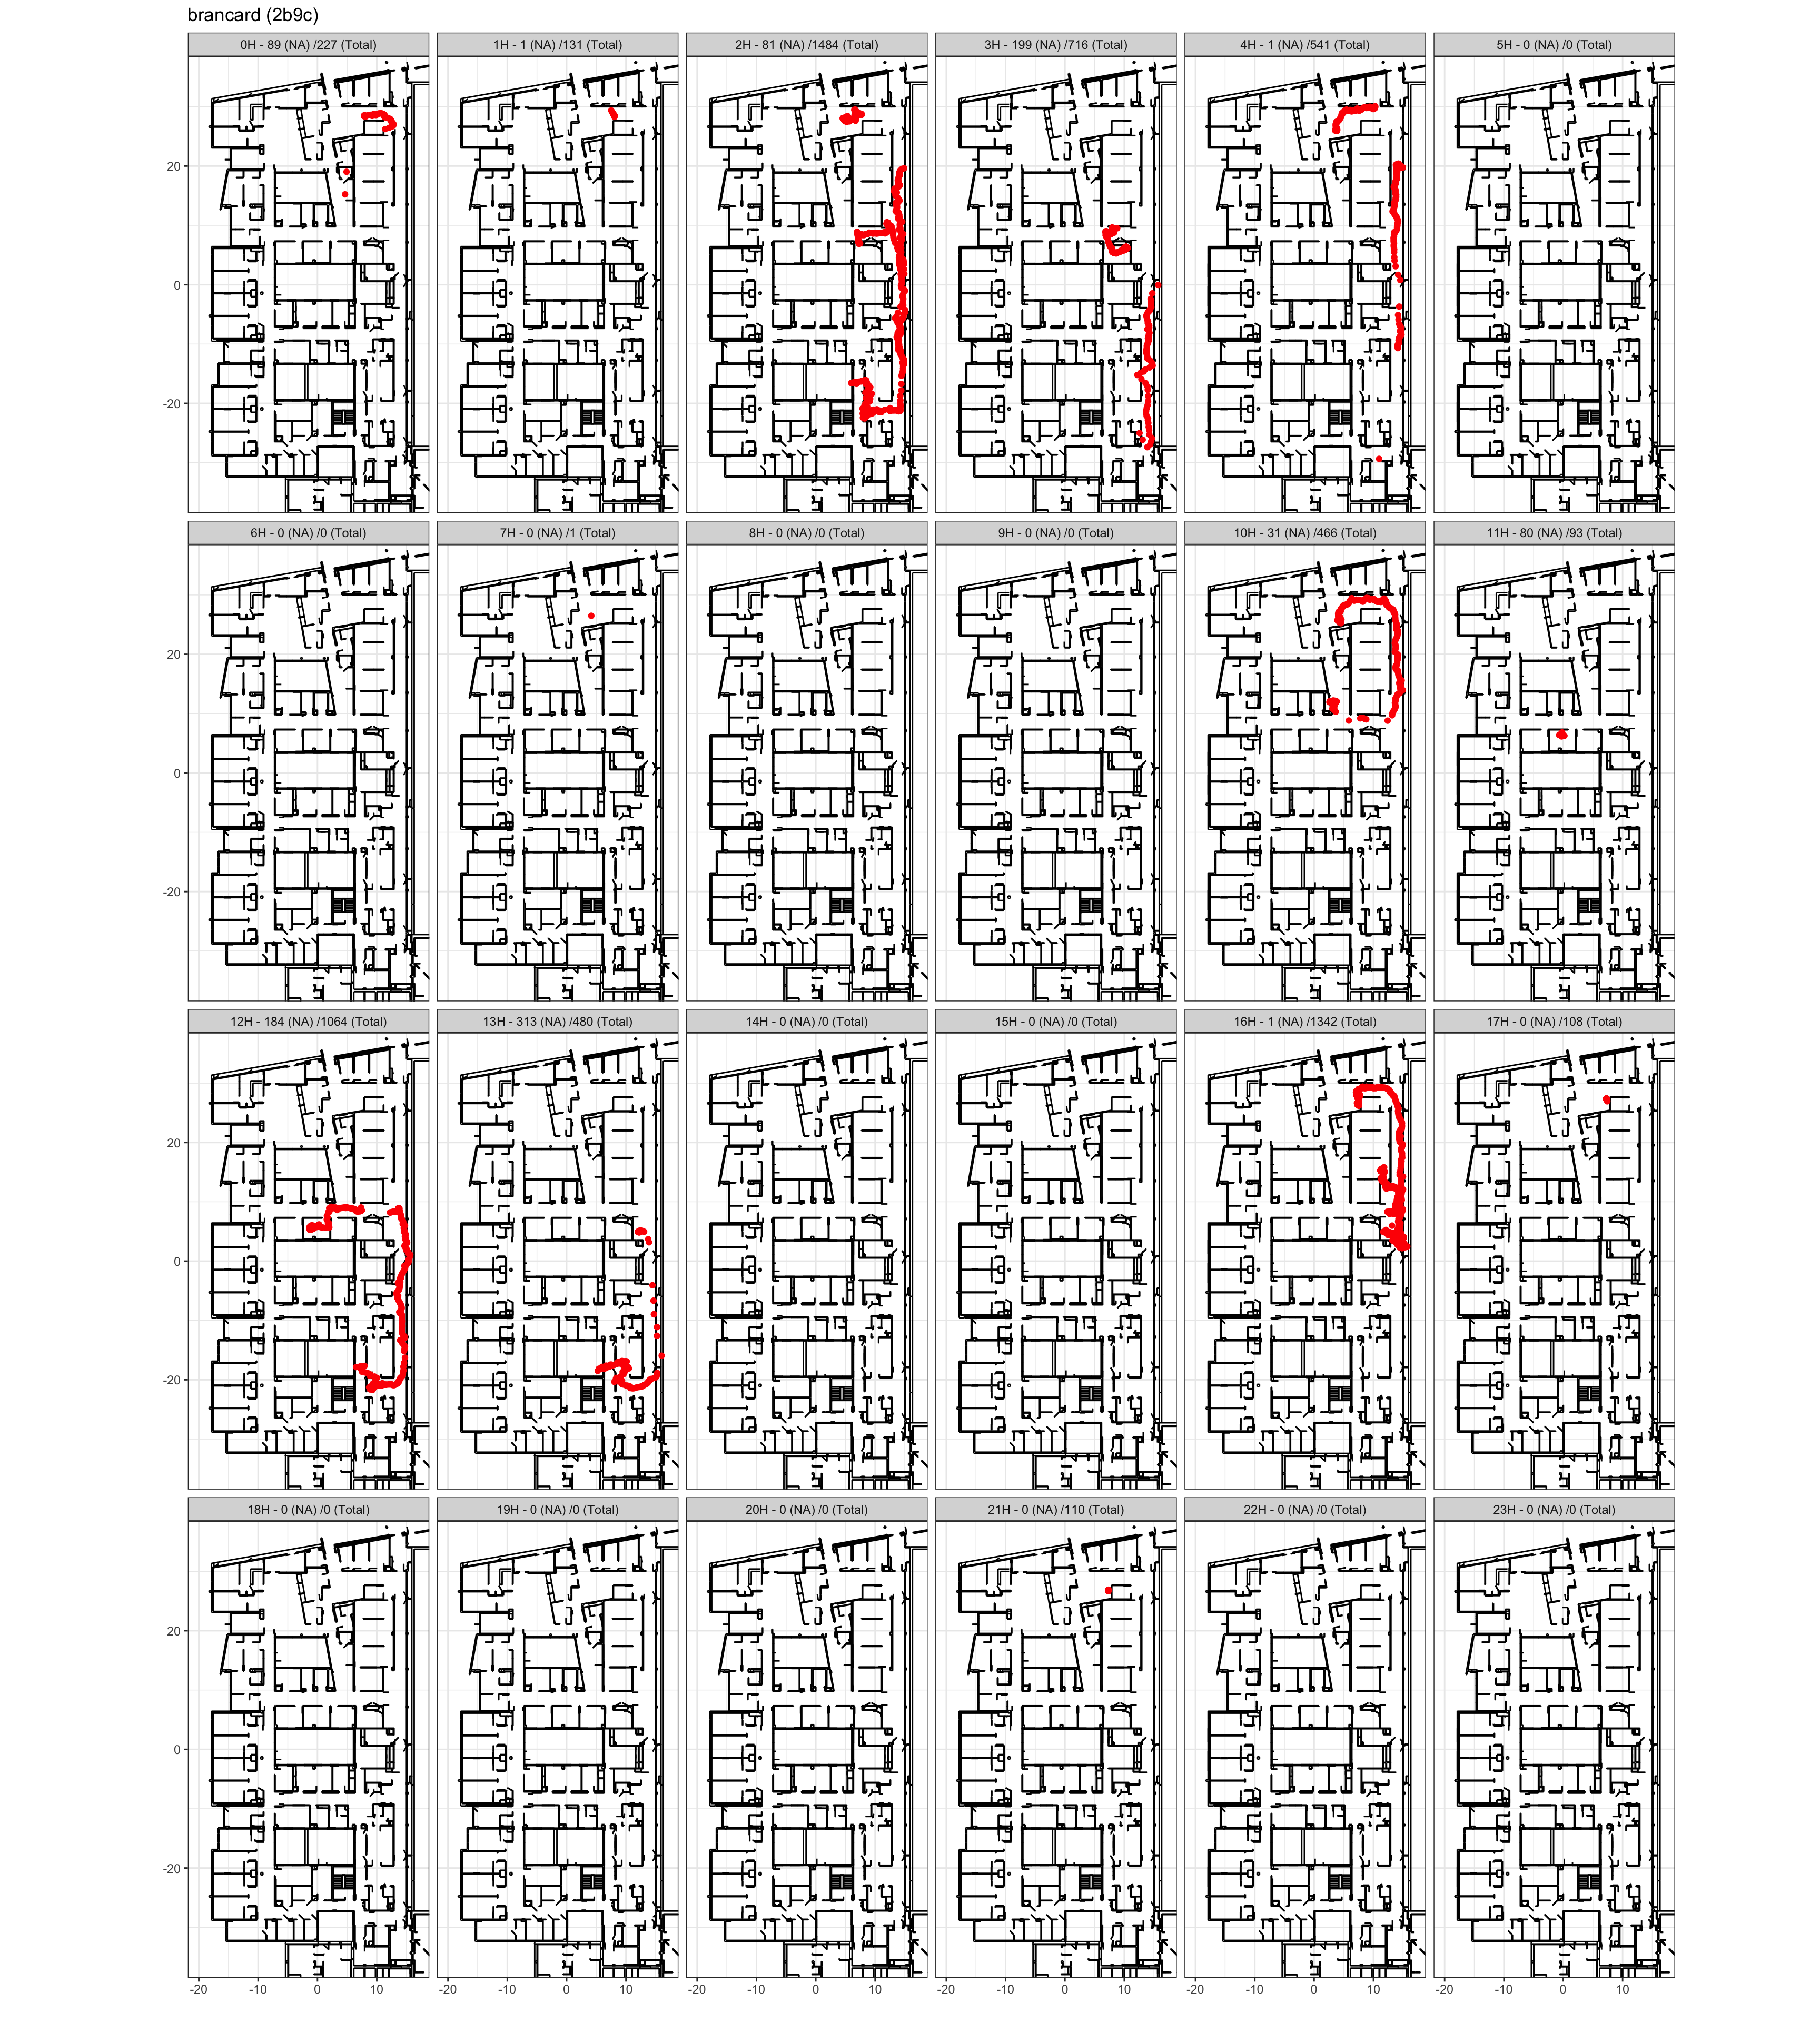 brancard (2b9c)
0H - 89 (NA) /227 (Total) 1H - 1 (NA) /131 (Total) 2H - 81 (NA) /1484 (Total) 3H - 199 (NA) /716 (Total) 4H - 1 (NA) /541 (Total) 5H - 0 (NA) /0 (Total)
20
0
-20
6H - 0 (NA) /0 (Total) 7H - 0 (NA) /1 (Total) 8H - 0 (NA) /0 (Total) 9H - 0 (NA) /0 (Total) 10H - 31 (NA) /466 (Total) 11H - 80 (NA) /93 (Total)
20
0
-20
12H - 184 (NA) /1064 (Total) 13H - 313 (NA) /480 (Total) 14H - 0 (NA) /0 (Total) 15H - 0 (NA) /0 (Total) 16H - 1 (NA) /1342 (Total) 17H - 0 (NA) /108 (Total)
20
0
-20
18H - 0 (NA) /0 (Total) 19H - 0 (NA) /0 (Total) 20H - 0 (NA) /0 (Total) 21H - 0 (NA) /110 (Total) 22H - 0 (NA) /0 (Total) 23H - 0 (NA) /0 (Total)
20
0
-20
-20 -10 0 10 -20 -10 0 10 -20 -10 0 10 -20 -10 0 10 -20 -10 0 10 -20 -10 0 10